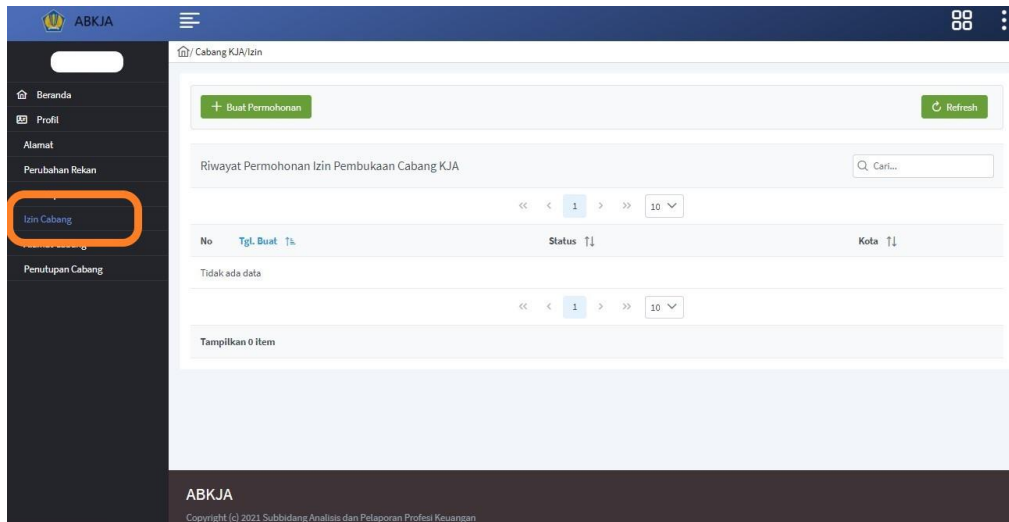 ABKJA
/ Cabang KJA/Izin
Beranda
Profil
Alamat
Perubahan Rekan
Izin Cabang
Penutupan Cabang
+ Buat Permohonan
Refresh
Riwayat Permohonan Izin Pembukaan Cabang KJA
Cari...
<< < 1 > >> 10
No Tgl. Buat Status Kota
Tidak ada data
<< < 1 > >> 10
Tampilkan 0 item
ABKJA
Copyright (c) 2021 Subbidang Analisis dan Pelaporan Profesi Keuangan